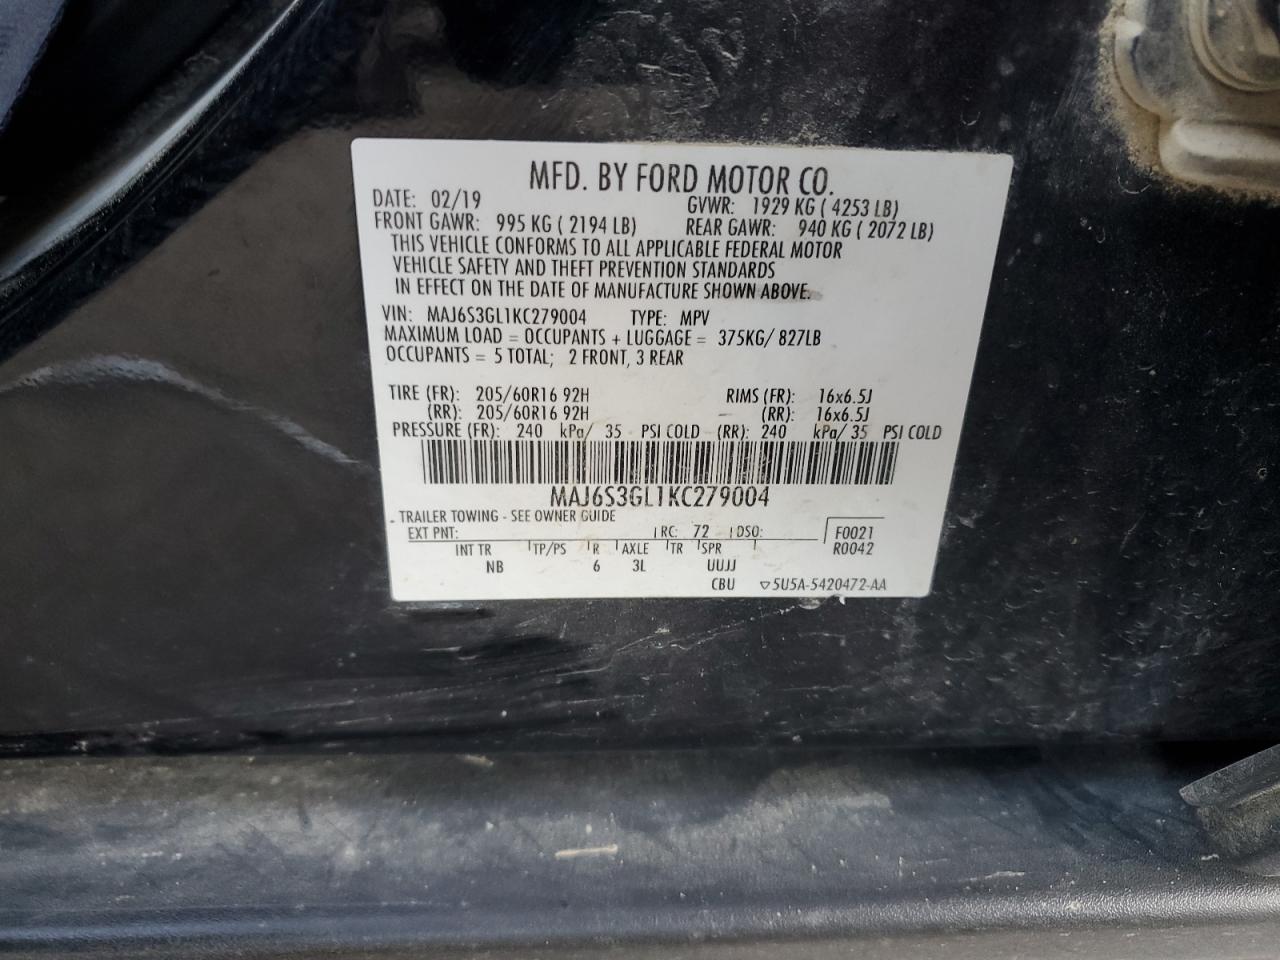 MFD. BY FORD MOTOR CO.
DATE: 02/19 GVWR: 1929 KG ( 4253 LB)
FRONT GAWR: 995 KG ( 2194 LB) REAR GAWR: 940 KG ( 2072 LB)
THIS VEHICLE CONFORMS TO ALL APPLICABLE FEDERAL MOTOR
VEHICLE SAFETY AND THEFT PREVENTION STANDARDS
IN EFFECT ON THE DATE OF MANUFACTURE SHOWN ABOVE.
VIN: MAJ6S3GL1KC279004 TYPE: MPV
MAXIMUM LOAD = OCCUPANTS + LUGGAGE = 375KG/ 827LB
OCCUPANTS = 5 TOTAL; 2 FRONT, 3 REAR
TIRE (FR): 205/60R16 92H RIMS (FR): 16x6.5J
(RR): 205/60R16 92H (RR): 16x6.5J
PRESSURE (FR): 240 kPa/ 35 PSI COLD (RR): 240 kPa/ 35 PSI COLD
MAJ6S3GL1KC279004
TRAILER TOWING - SEE OWNER GUIDE
EXT PNT: RC: 72 DSO: F0021
INT TR TP/PS R AXLE TR SPR R0042
NB 6 3L UUJJ
CBU ▽5U5A-5420472-AA